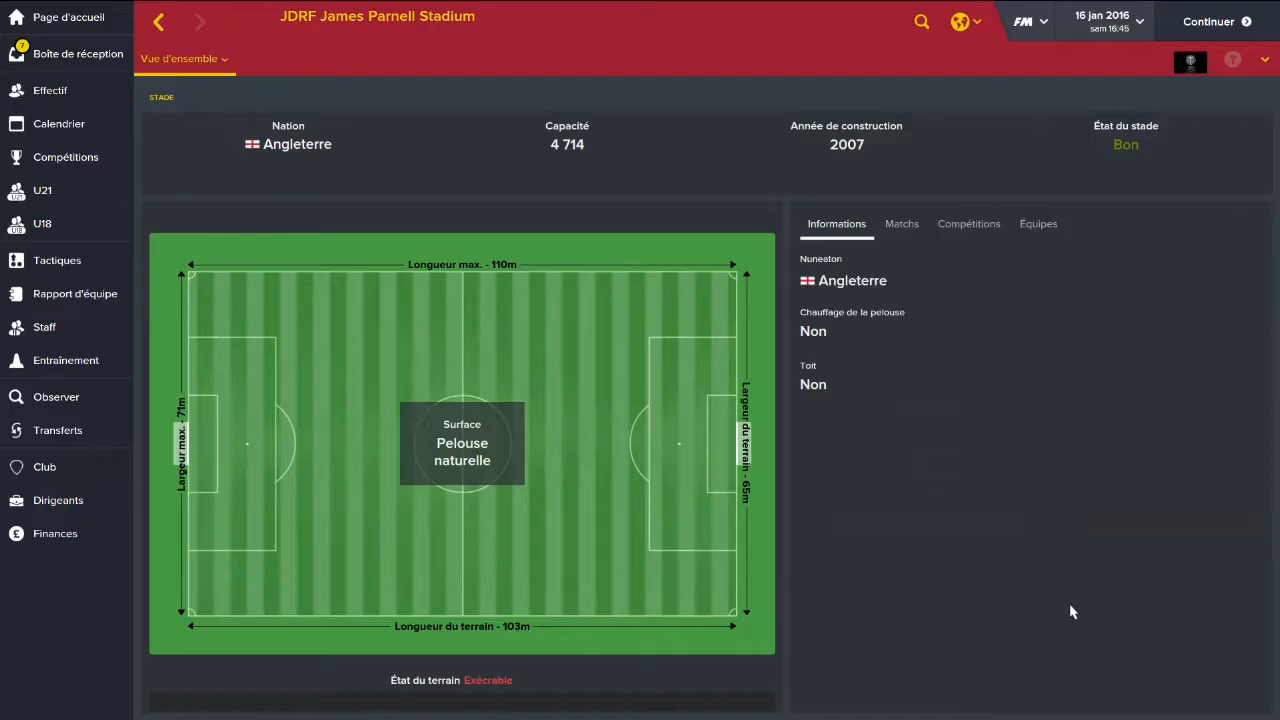 Page d'accueil
7
Boîte de réception
Effectif
Calendrier
Compétitions
U21
U21
U18
U18
Tactiques
Rapport d'équipe
Staff
Entraînement
Observer
Transferts
Club
Dirigeants
£
Finances
JDRF James Parnell Stadium
FM
16 jan 2016
sam 16:45
Continuer
Vue d'ensemble
T
STADE
Nation
Angleterre
Capacité
4 714
Année de construction
2007
État du stade
Bon
Longueur max. - 110m
Largeur max. - 71m
Surface
Pelouse
naturelle
Largeur du terrain - 65m
Longueur du terrain - 103m
État du terrain Exécrable
Informations Matchs Compétitions Équipes
Nuneaton
Angleterre
Chauffage de la pelouse
Non
Toit
Non